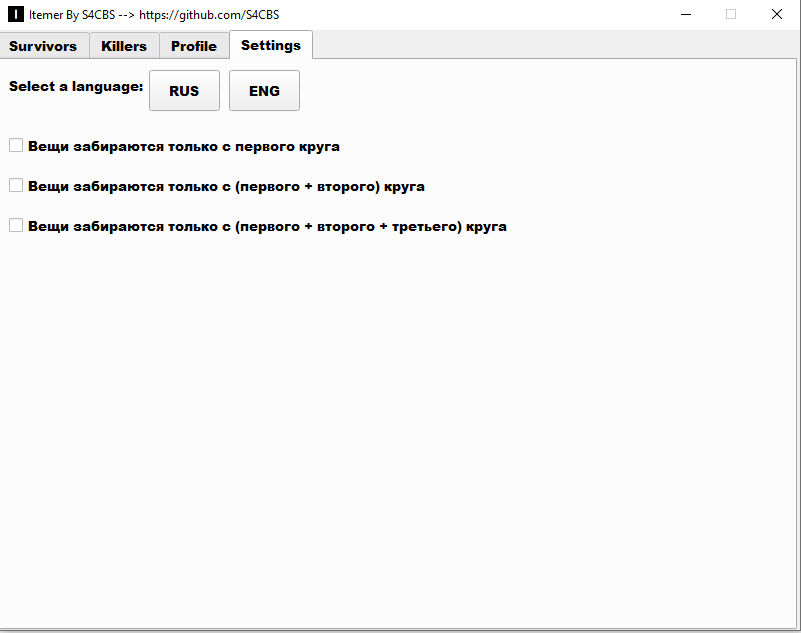 I Itemer By S4CBS --> https://github.com/S4CBS
Survivors Killers Profile Settings
Select a language: RUS ENG
Вещи забираются только с первого круга
Вещи забираются только с (первого + второго) круга
Вещи забираются только с (первого + второго + третьего) круга